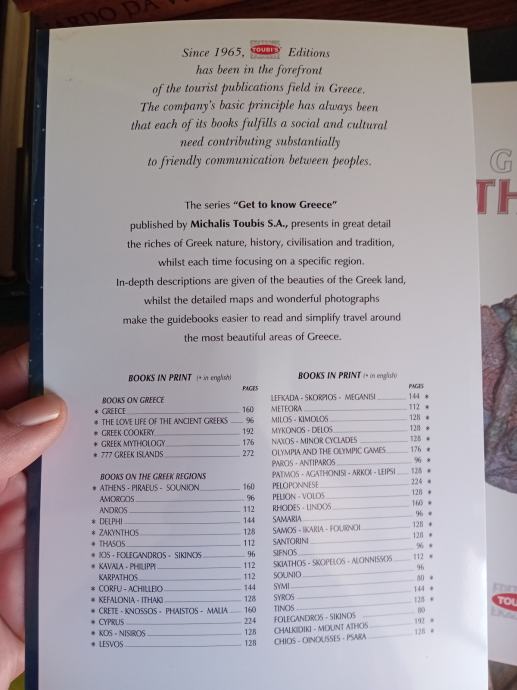 Since 1965, TOUBI'S Editions
has been in the forefront
of the tourist publications field in Greece.
The company's basic principle has always been
that each of its books fulfills a social and cultural
need contributing substantially
to friendly communication between peoples.
The series “Get to know Greece”
published by Michalis Toubis S.A., presents in great detail
the riches of Greek nature, history, civilisation and tradition,
whilst each time focusing on a specific region.
In-depth descriptions are given of the beauties of the Greek land,
whilst the detailed maps and wonderful photographs
make the guidebooks easier to read and simplify travel around
the most beautiful areas of Greece.
BOOKS IN PRINT (* in english)
PAGES
BOOKS ON GREECE
* GREECE 160
* THE LOVE LIFE OF THE ANCIENT GREEKS 96
* GREEK COOKERY 192
* GREEK MYTHOLOGY 176
* 777 GREEK ISLANDS 272
BOOKS ON THE GREEK REGIONS
* ATHENS - PIRAEUS - SOUNION 160
AMORGOS 96
ANDROS 112
* DELPHI 144
* ZAKYNTHOS 128
* THASOS 112
* IOS - FOLEGANDROS - SIKINOS 96
* KAVALA - PHILIPPI 112
KARPATHOS 112
* CORFU - ACHILLEIO 144
* KEFALONIA - ITHAKI 128
* CRETE - KNOSSOS - PHAISTOS - MALIA 160
* CYPRUS 224
* KOS - NISIROS 128
* LESVOS 128
BOOKS IN PRINT (* in english)
PAGES
LEFKADA - SKORPIOS - MEGANISI 144 *
METEORA 112 *
MILOS - KIMOLOS 128 *
MYKONOS - DELOS 128 *
NAXOS - MINOR CYCLADES 128 *
OLYMPIA AND THE OLYMPIC GAMES 176 *
PAROS - ANTIPAROS 96 *
PATMOS - AGATHONISI - ARKOI - LEIPSI 128 *
PELOPONNESE 224 *
PELION - VOLOS 128 *
RHODES - LINDOS 160 *
SAMARIA 96 *
SAMOS - IKARIA - FOURNOI 128 *
SANTORINI 128 *
SIFNOS 96 *
SKIATHOS - SKOPELOS - ALONNISSOS 112 *
SOUNIO 96
SYMI 80 *
SYROS 144 *
TINOS 128 *
FOLEGANDROS - SIKINOS 80
CHALKIDIKI - MOUNT ATHOS 192 *
CHIOS - OINOUSSES - PSARA 128 *
G
TH
TOU